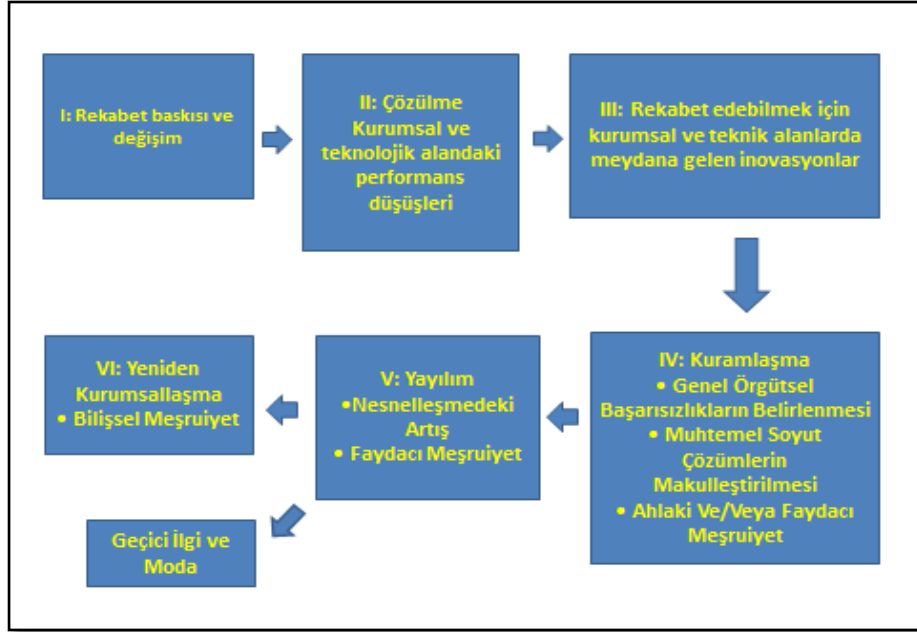 I: Rekabet baskısı ve
değişim
II: Çözülme
Kurumsal ve
teknolojik alandaki
performans
düşüşleri
III: Rekabet edebilmek için
kurumsal ve teknik alanlarda
meydana gelen inovasyonlar
IV: Kuramlaşma
• Genel Örgütsel
Başarısızlıkların Belirlenmesi
• Muhtemel Soyut
Çözümlerin
Makulleştirilmesi
• Ahlaki Ve/Veya Faydacı
Meşruiyet
V: Yayılım
•Nesnelleşmedeki
Artış
• Faydacı Meşruiyet
VI: Yeniden
Kurumsallaşma
• Bilişsel Meşruiyet
Geçici İlgi ve
Moda